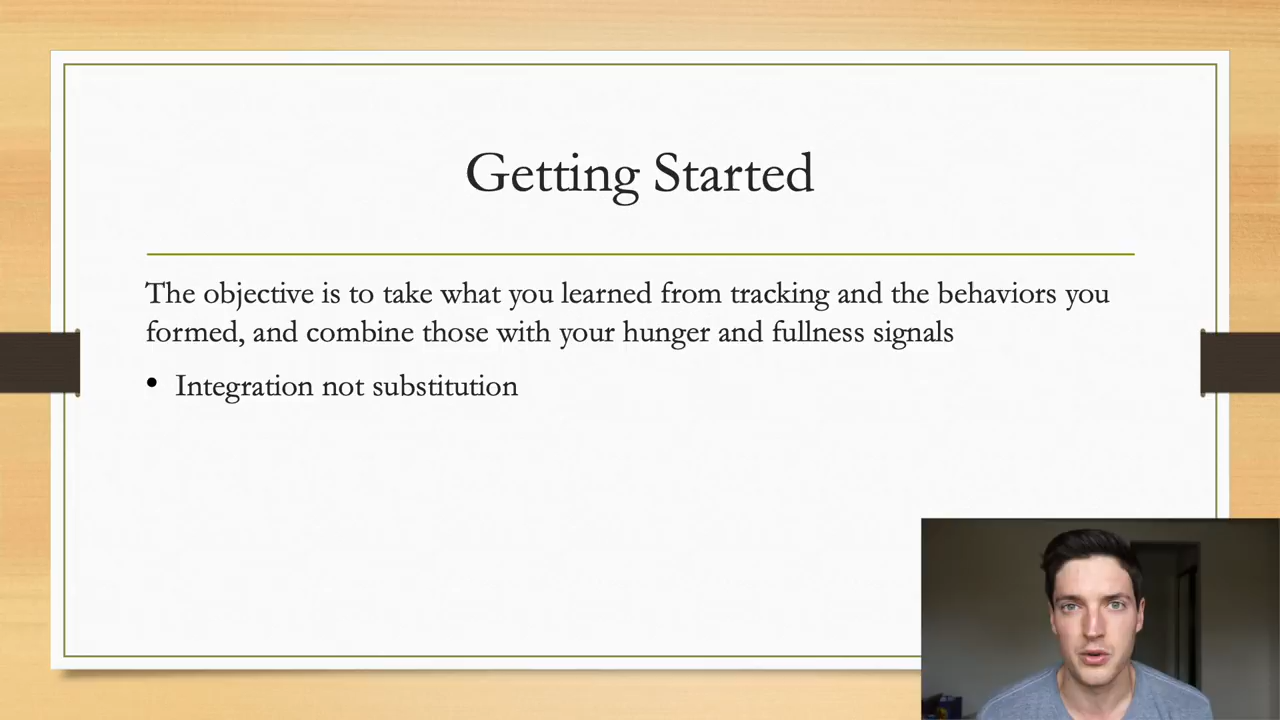 Getting Started
The objective is to take what you learned from tracking and the behaviors you
formed, and combine those with your hunger and fullness signals
• Integration not substitution